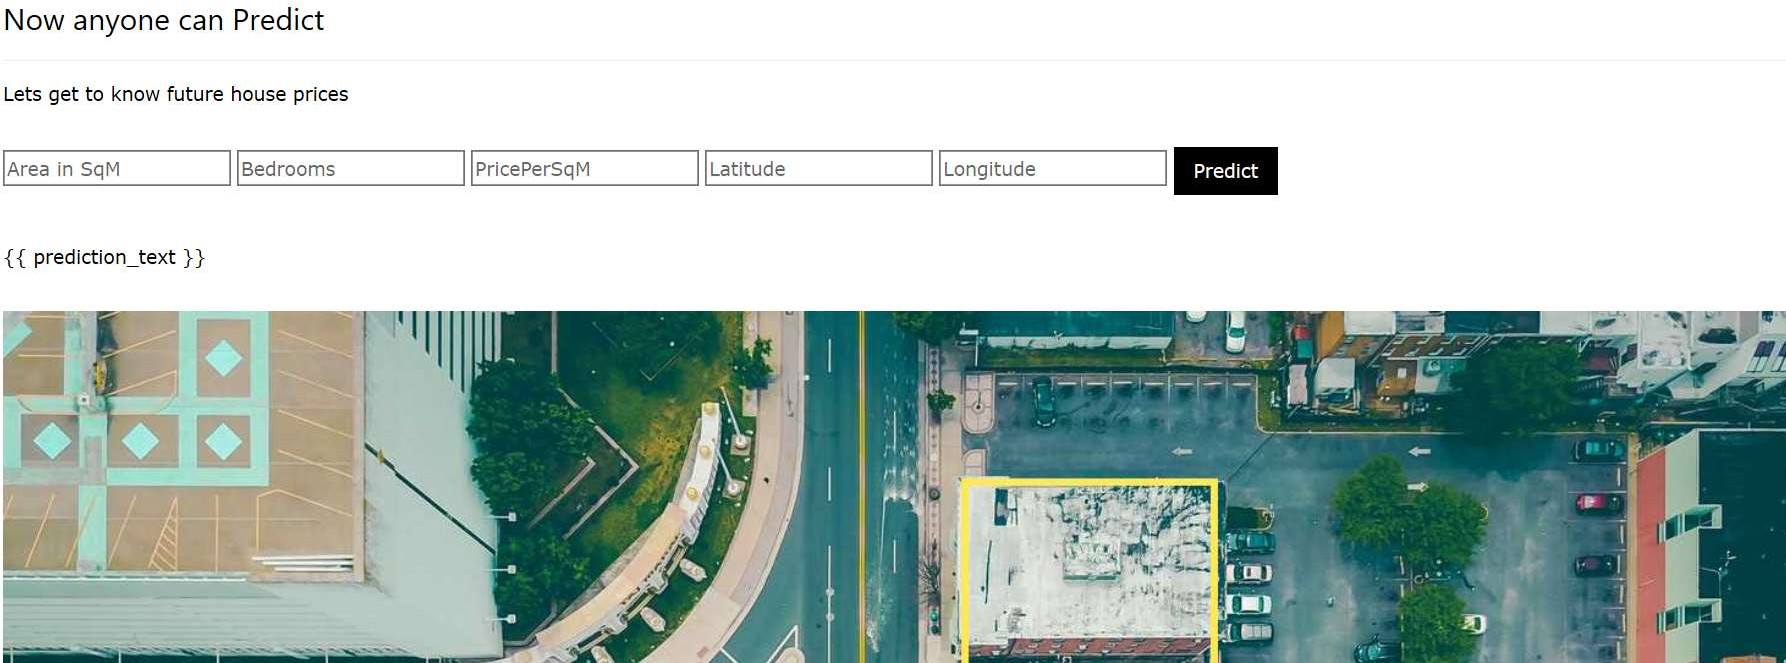 Now anyone can Predict
Lets get to know future house prices
Area in SqM Bedrooms PricePerSqM Latitude Longitude Predict
{{ prediction_text }}